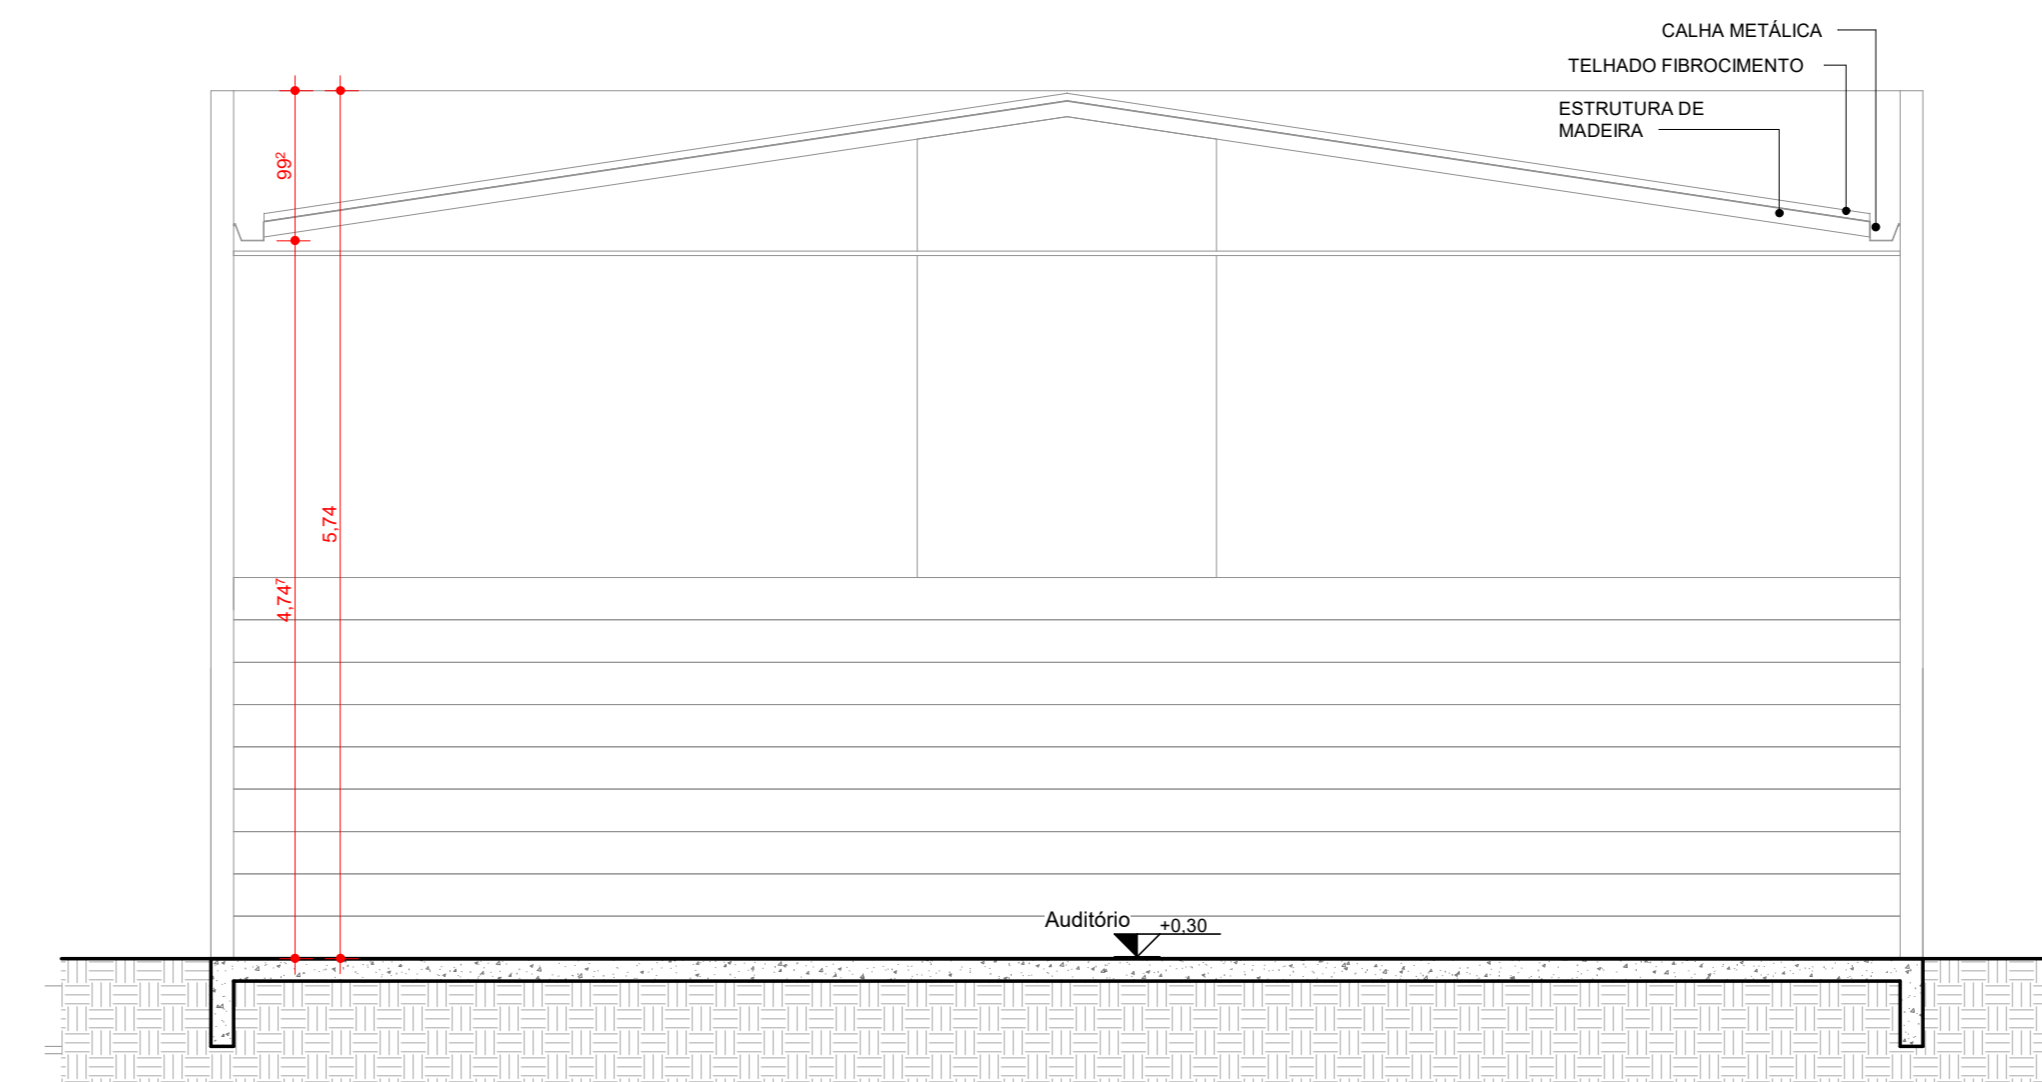 CALHA METÁLICA
TELHADO FIBROCIMENTO
ESTRUTURA DE
MADEIRA
99²
5,74
4,74⁷
Auditório
+0,30